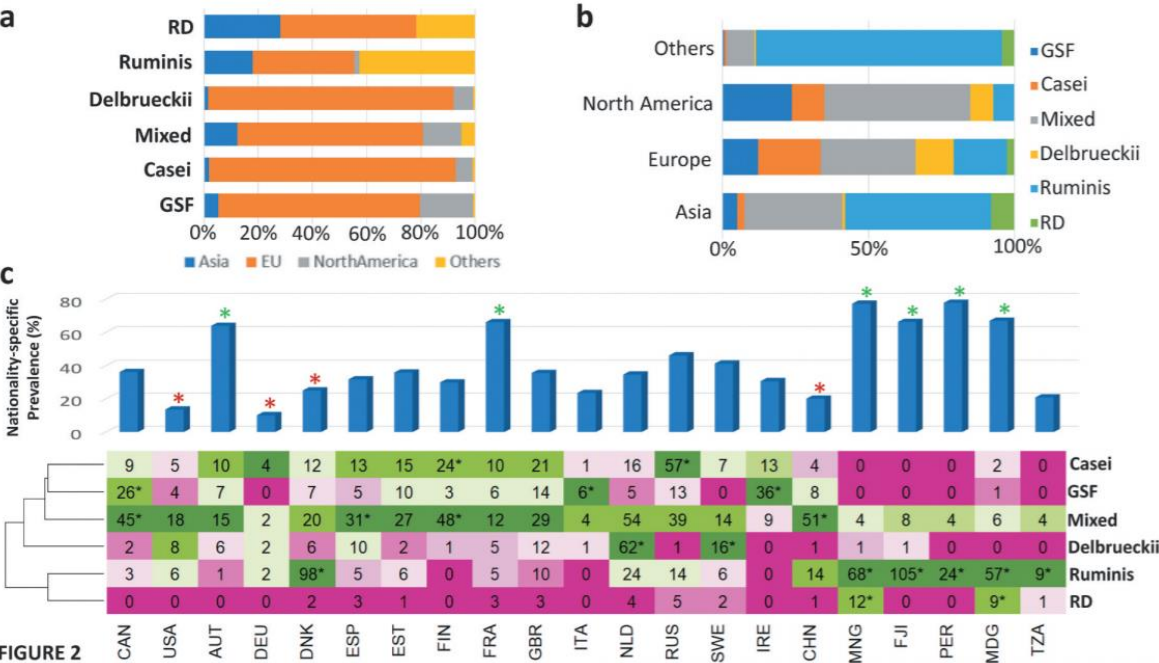 a
RD
Ruminis
Delbrueckii
Mixed
Casei
GSF
0% 20% 40% 60% 80% 100%
Asia EU NorthAmerica Others
b
Others
North America
Europe
Asia
0% 50% 100%
GSF
Casei
Mixed
Delbrueckii
Ruminis
RD
c
Nationality-specific
Prevalence (%)
80
60
40
20
0
* * * * * * * * * *
9 5 10 4 12 13 15 24* 10 21 1 16 57* 7 13 4 0 0 0 2 0 Casei
26* 4 7 0 7 5 10 3 6 14 6* 5 13 0 36* 8 0 0 0 1 0 GSF
45* 18 15 2 20 31* 27 48* 12 29 4 54 39 14 9 51* 4 8 4 6 4 Mixed
2 8 6 2 6 10 2 1 5 12 1 62* 1 16* 0 1 1 1 0 0 0 Delbrueckii
3 6 1 2 98* 5 6 0 5 10 0 24 14 6 0 14 68* 105* 24* 57* 9* Ruminis
0 0 0 0 2 3 1 0 3 3 0 4 5 2 0 1 12* 0 0 9* 1 RD
CAN USA AUT DEU DNK ESP EST FIN FRA GBR ITA NLD RUS SWE IRE CHN MNG FJI PER MDG TZA
FIGURE 2